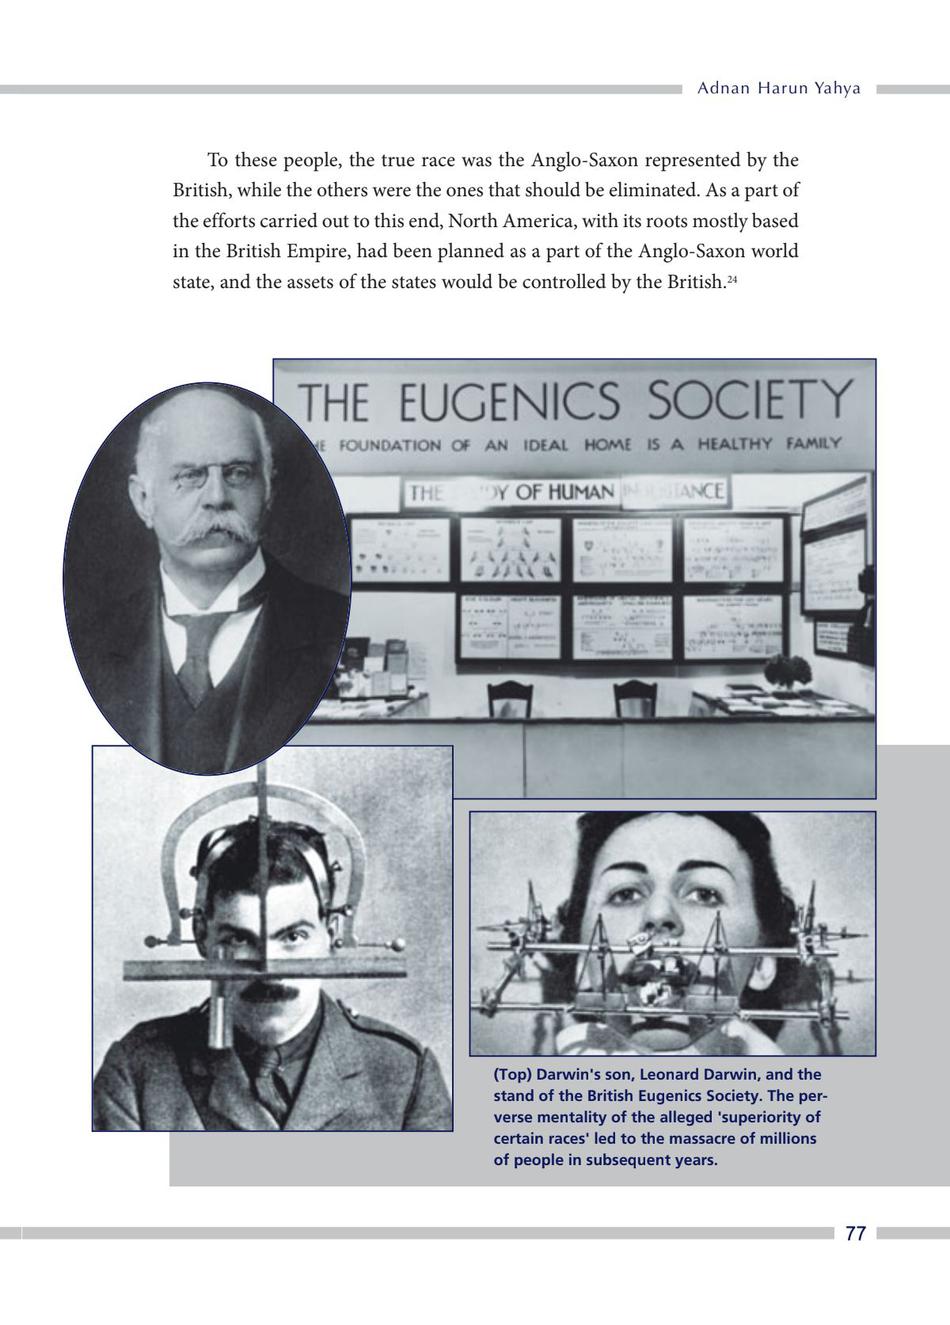 Adnan Harun Yahya
To these people, the true race was the Anglo-Saxon represented by the
British, while the others were the ones that should be eliminated. As a part of
the efforts carried out to this end, North America, with its roots mostly based
in the British Empire, had been planned as a part of the Anglo-Saxon world
state, and the assets of the states would be controlled by the British.24
THE EUGENICS SOCIETY
FOUNDATION OF AN IDEAL HOME IS A HEALTHY FAMILY
THE OF HUMAN
(Top) Darwin's son, Leonard Darwin, and the
stand of the British Eugenics Society. The per-
verse mentality of the alleged 'superiority of
certain races' led to the massacre of millions
of people in subsequent years.
77